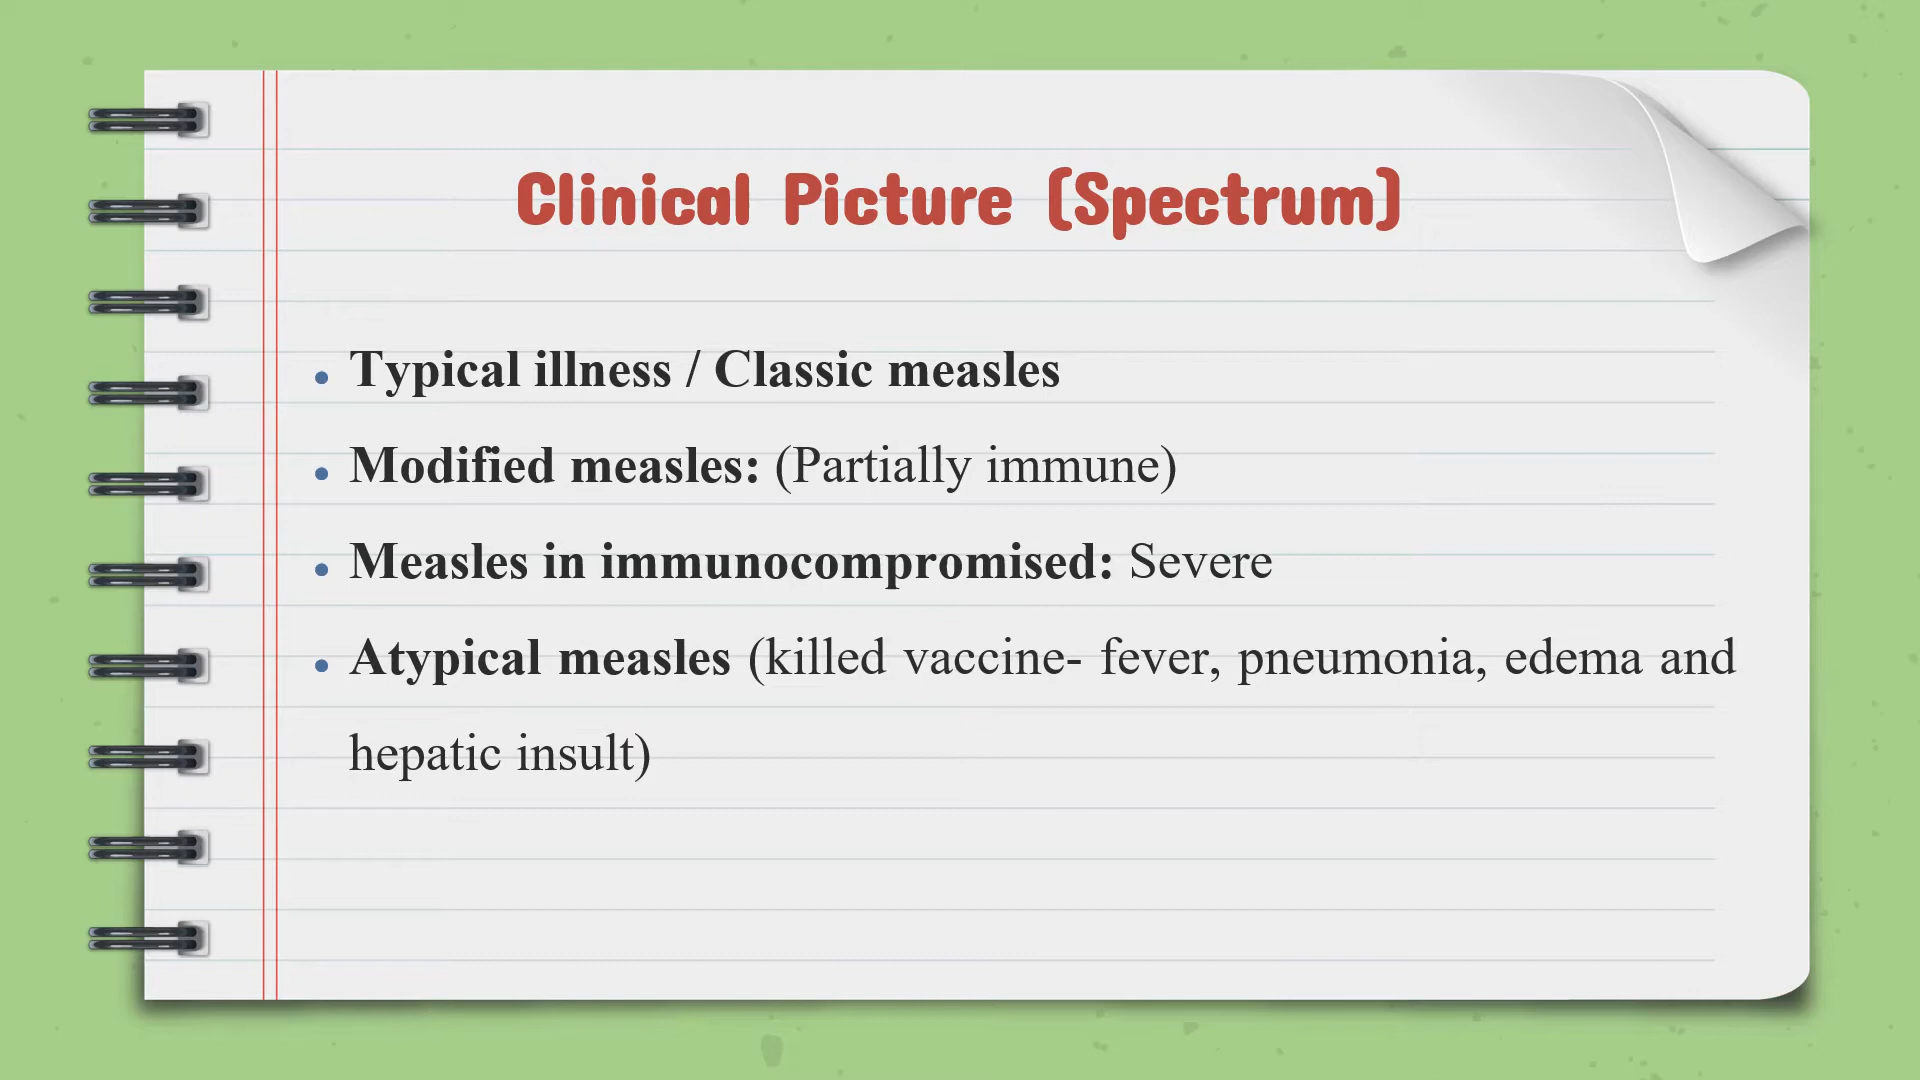 Clinical Picture (Spectrum)
• Typical illness / Classic measles
• Modified measles: (Partially immune)
• Measles in immunocompromised: Severe
• Atypical measles (killed vaccine- fever, pneumonia, edema and
hepatic insult)